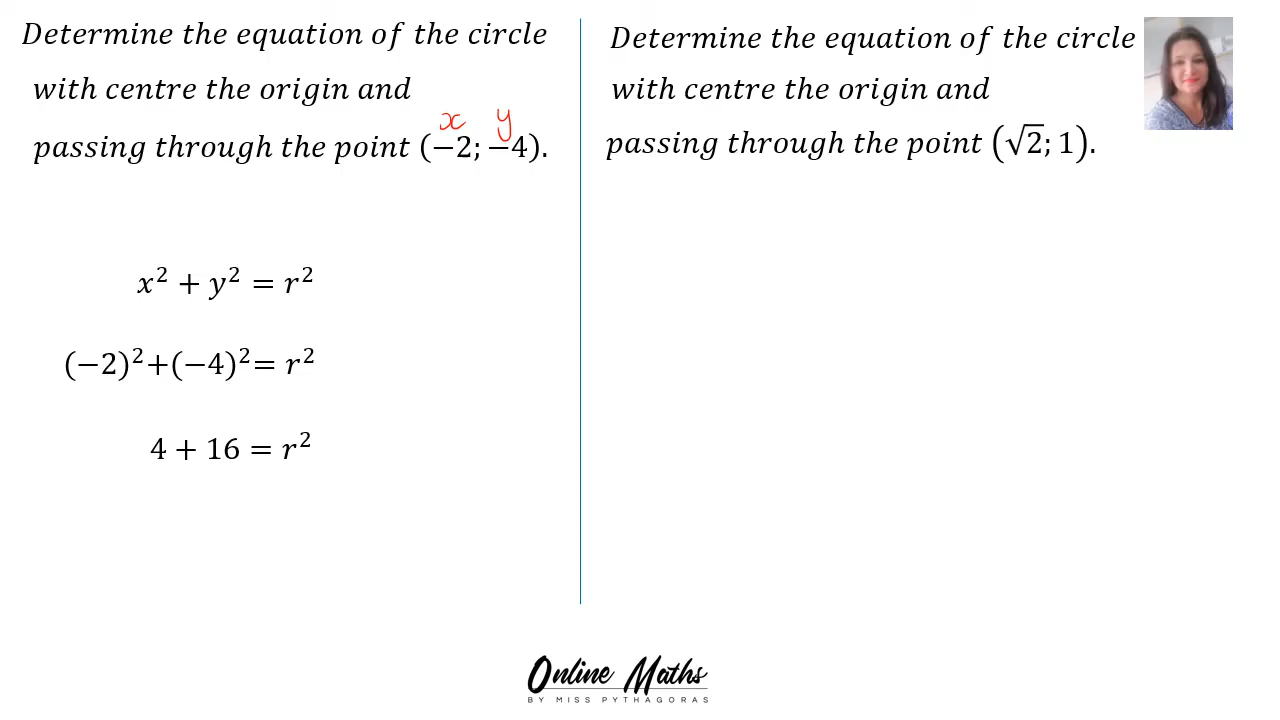 Determine the equation of the circle
with centre the origin and
x y
passing through the point (−2; −4).
x² + y² = r²
(−2)²+(−4)²= r²
4 + 16 = r²
Determine the equation of the circle
with centre the origin and
passing through the point (√2; 1).
Online Maths
BY MISS PYTHAGORAS